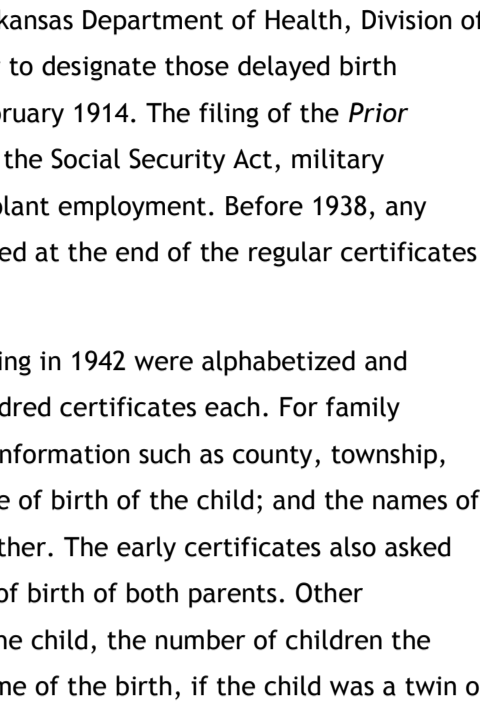 kansas Department of Health, Division of
to designate those delayed birth
ruary 1914. The filing of the Prior
the Social Security Act, military
plant employment. Before 1938, any
ed at the end of the regular certificates
ing in 1942 were alphabetized and
dred certificates each. For family
nformation such as county, township,
e of birth of the child; and the names of
ther. The early certificates also asked
of birth of both parents. Other
he child, the number of children the
me of the birth, if the child was a twin o